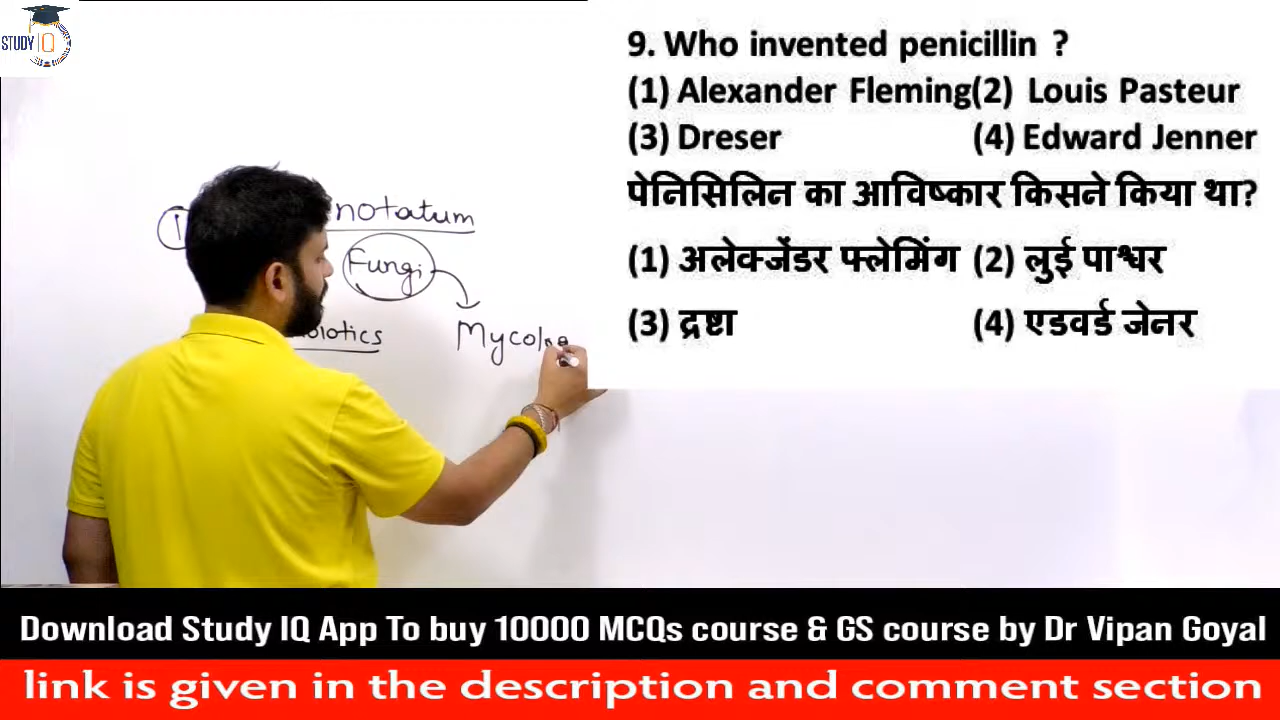 STUDY IQ
9. Who invented penicillin ?
(1) Alexander Fleming(2) Louis Pasteur
(3) Dreser (4) Edward Jenner
पेनिसिलिन का आविष्कार किसने किया था?
(1) अलेक्जेंडर फ्लेमिंग (2) लुई पाश्चर
(3) द्रष्टा (4) एडवर्ड जेनर
1 notatum
Fungi
Download Study IQ App To buy 10000 MCQs course & GS course by Dr Vipan Goyal
link is given in the description and comment section